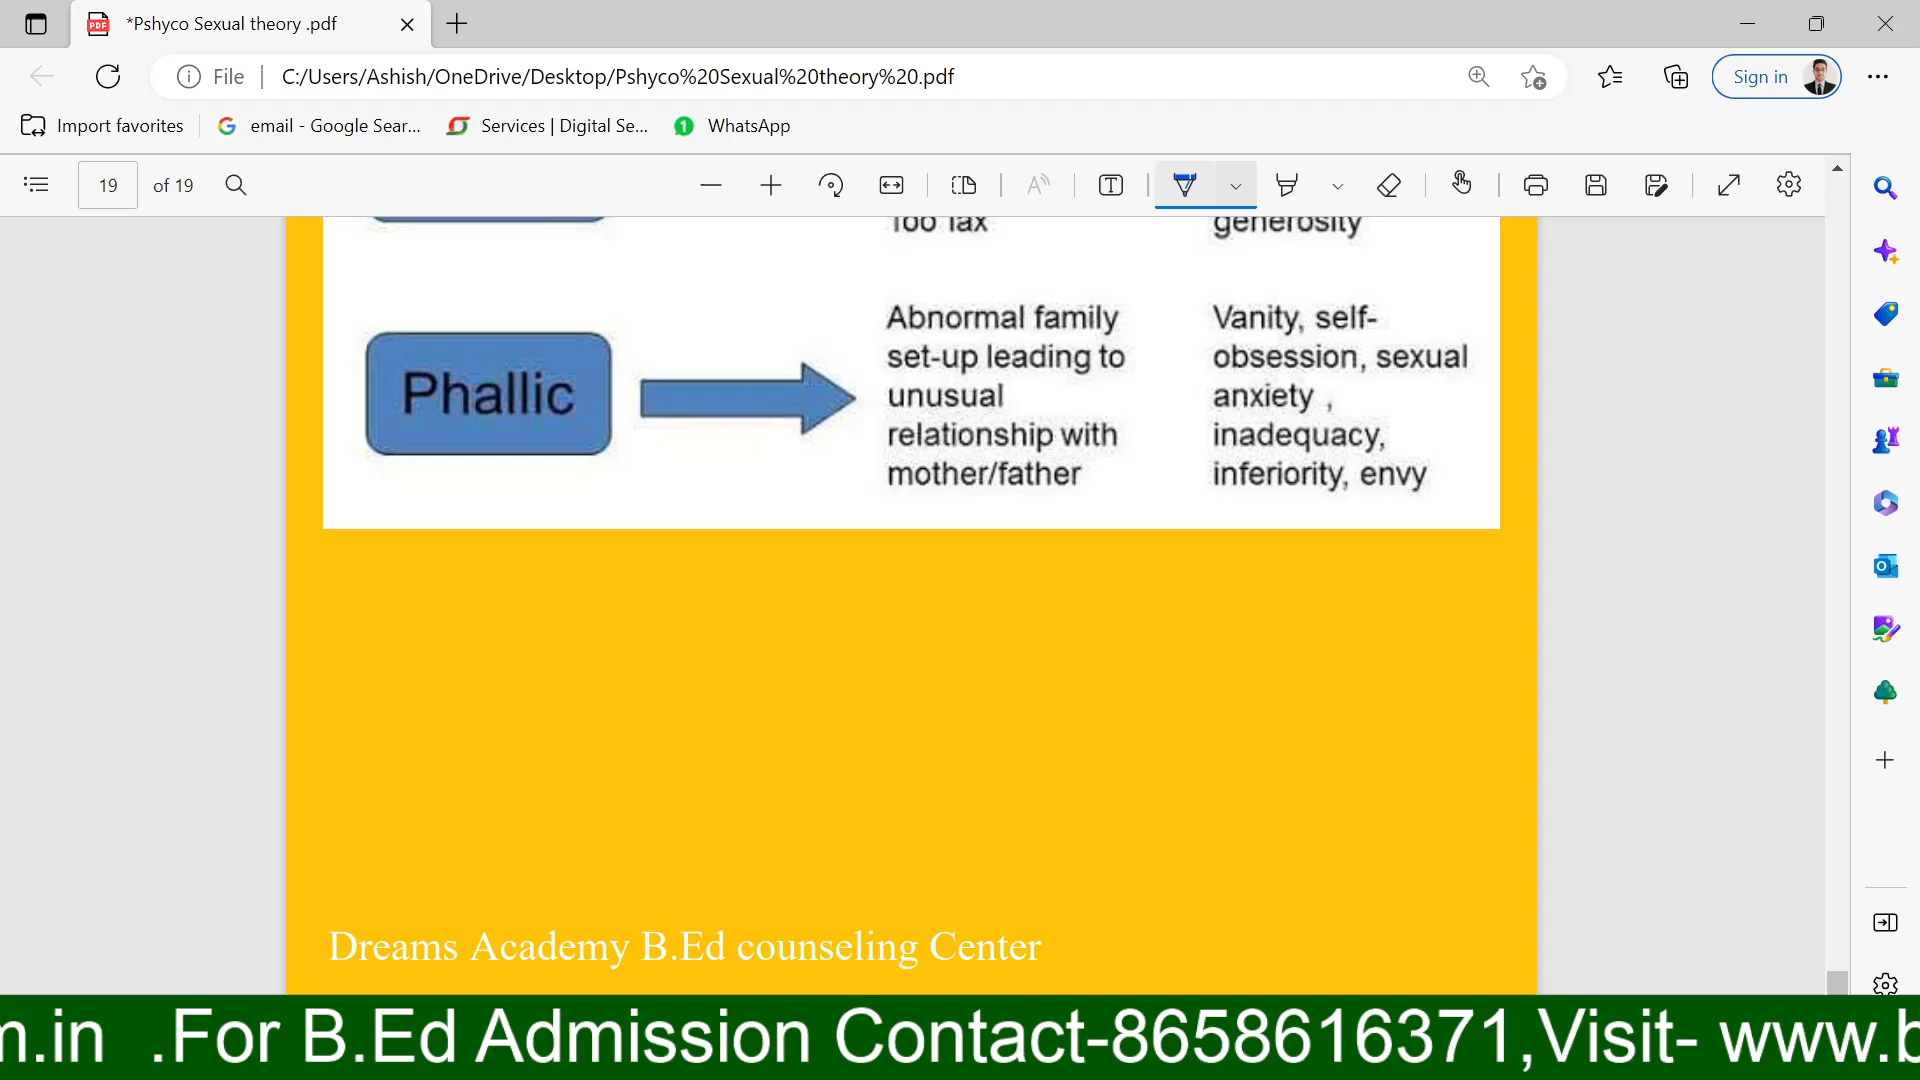 *Pshyco Sexual theory .pdf
File C:/Users/Ashish/OneDrive/Desktop/Pshyco%20Sexual%20theory%20.pdf
Sign in
Import favorites email - Google Sear... Services | Digital Se... WhatsApp
19 of 19
Too lax generosity
Abnormal family Vanity, self-
set-up leading to obsession, sexual
Phallic unusual anxiety ,
relationship with inadequacy,
mother/father inferiority, envy
Dreams Academy B.Ed counseling Center
m.in .For B.Ed Admission Contact-8658616371,Visit- www.b